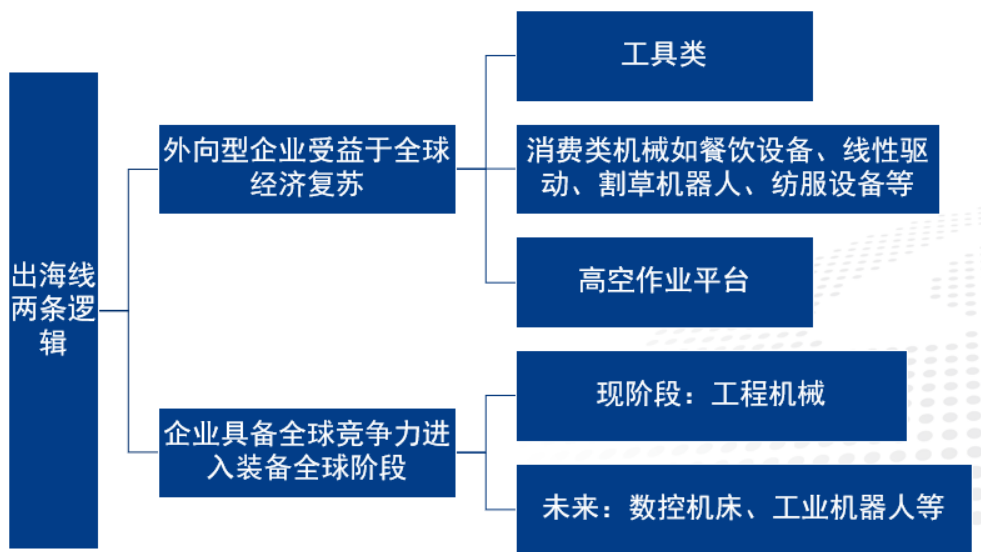 出海线
两条逻
辑
外向型企业受益于全球
经济复苏
工具类
消费类机械如餐饮设备、线性驱
动、割草机器人、纺服设备等
高空作业平台
企业具备全球竞争力进
入装备全球阶段
现阶段：工程机械
未来：数控机床、工业机器人等